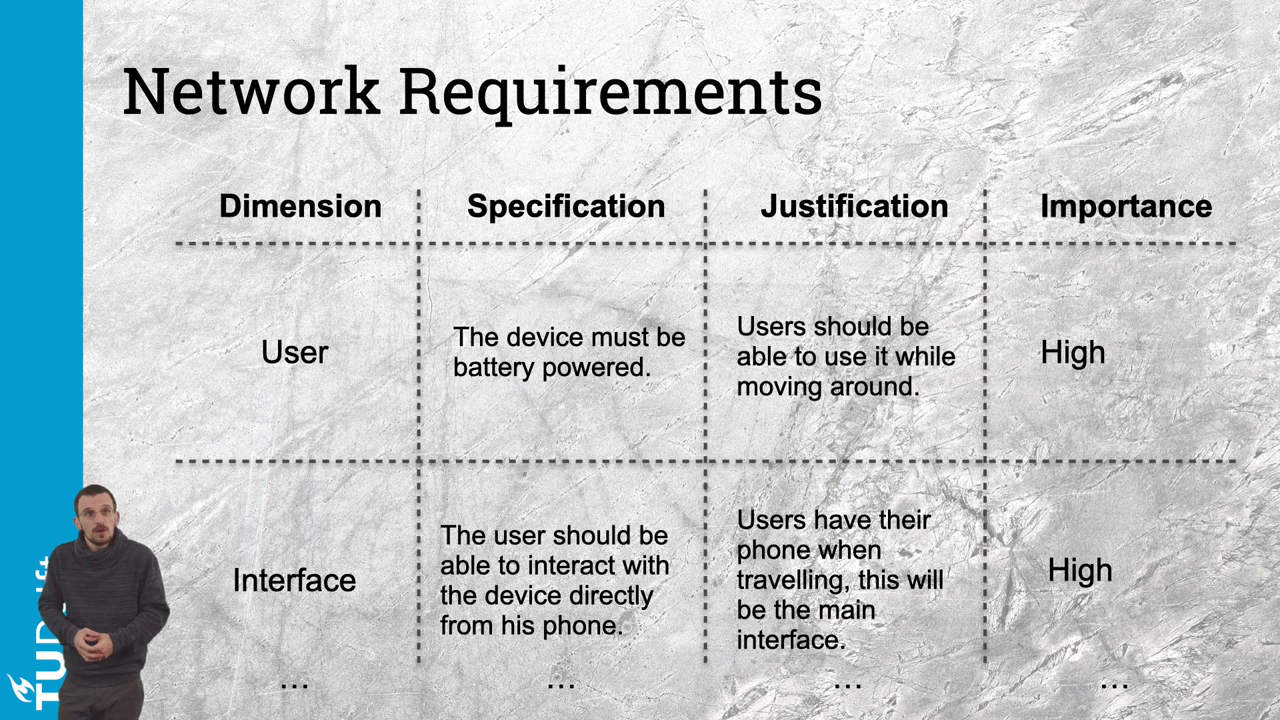 Network Requirements
Dimension Specification Justification Importance
User
The device must be
battery powered.
Users should be
able to use it while
moving around.
High
Interface
The user should be
able to interact with
the device directly
from his phone.
Users have their
phone when
travelling, this will
be the main
interface.
High
... ... ... ...